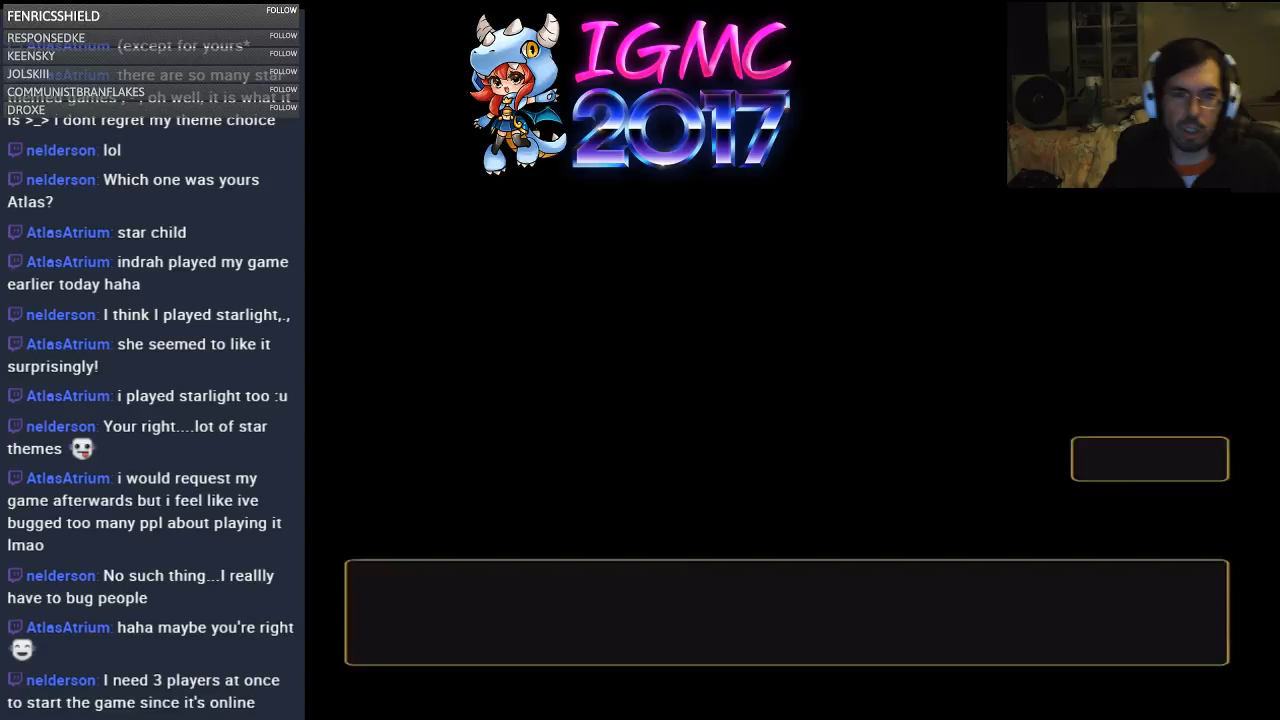 FENRICSSHIELD FOLLOW
RESPONSEDKE FOLLOW
AtlasAtrium: (except for yours*
KEENSKY FOLLOW
JOLSKIII FOLLOW
AtlasAtrium: there are so many star
COMMUNISTBRANFLAKES FOLLOW
themed games ;-; oh well, it is what it
DROXE FOLLOW
is >_> i dont regret my theme choice
nelderson: lol
nelderson: Which one was yours
Atlas?
AtlasAtrium: star child
AtlasAtrium: indrah played my game
earlier today haha
nelderson: I think I played starlight,.,
AtlasAtrium: she seemed to like it
surprisingly!
AtlasAtrium: i played starlight too :u
nelderson: Your right....lot of star
themes
AtlasAtrium: i would request my
game afterwards but i feel like ive
bugged too many ppl about playing it
lmao
nelderson: No such thing...I reallly
have to bug people
AtlasAtrium: haha maybe you're right
nelderson: I need 3 players at once
to start the game since it's online
IGMC
2017